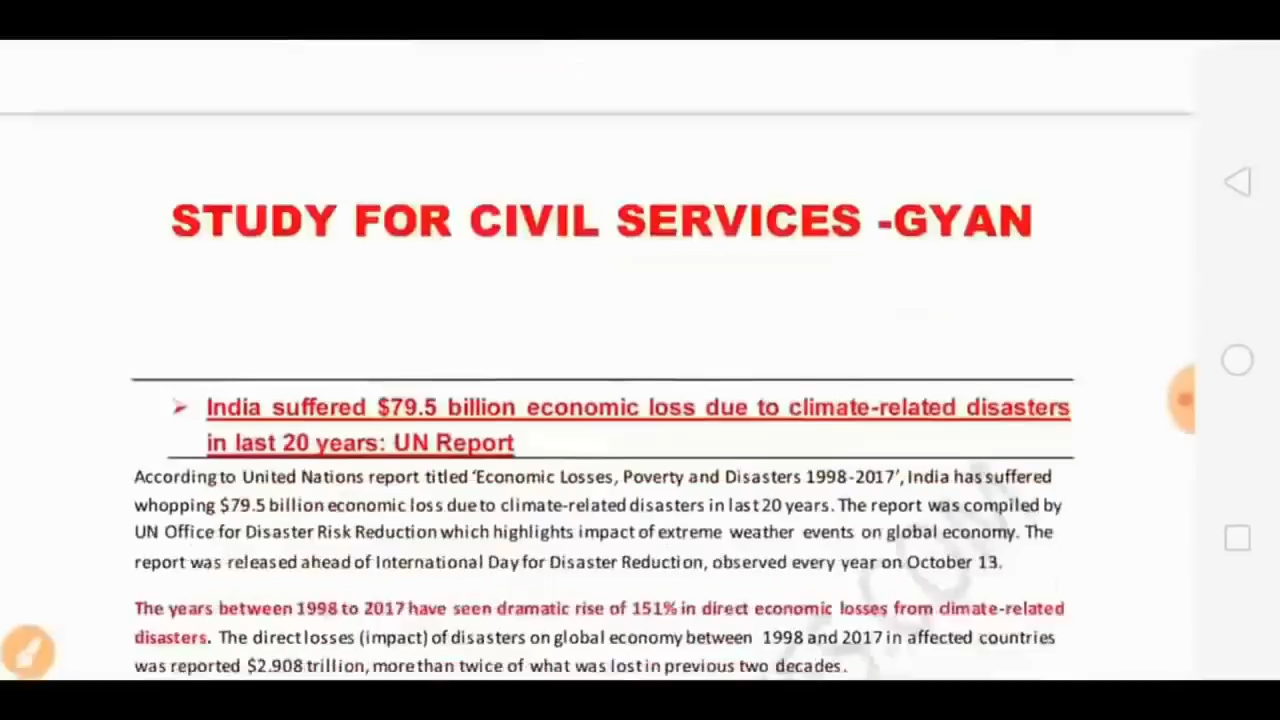 STUDY FOR CIVIL SERVICES -GYAN
➤ India suffered $79.5 billion economic loss due to climate-related disasters
in last 20 years: UN Report
According to United Nations report titled ‘Economic Losses, Poverty and Disasters 1998-2017’, India has suffered
whopping $79.5 billion economic loss due to climate-related disasters in last 20 years. The report was compiled by
UN Office for Disaster Risk Reduction which highlights impact of extreme weather events on global economy. The
report was released ahead of International Day for Disaster Reduction, observed every year on October 13.
The years between 1998 to 2017 have seen dramatic rise of 151% in direct economic losses from climate-related
disasters. The direct losses (impact) of disasters on global economy between 1998 and 2017 in affected countries
was reported $2.908 trillion, more than twice of what was lost in previous two decades.